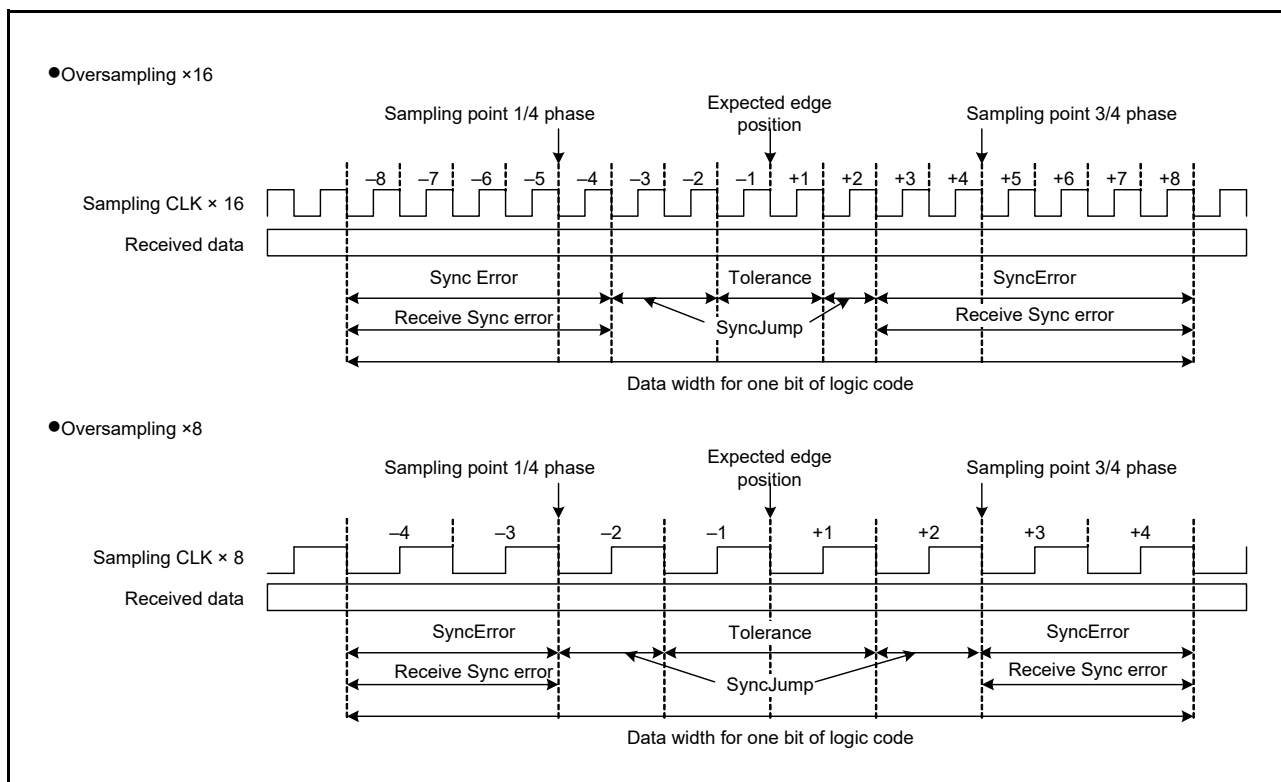 ●Oversampling ×16
Expected edge
position
Sampling point 1/4 phase
Sampling point 3/4 phase
–8 –7 –6 –5 –4 –3 –2 –1 +1 +2 +3 +4 +5 +6 +7 +8
Sampling CLK × 16
Received data
Sync Error Tolerance SyncError
Receive Sync error SyncJump Receive Sync error
Data width for one bit of logic code
●Oversampling ×8
Expected edge
position
Sampling point 1/4 phase
Sampling point 3/4 phase
–4 –3 –2 –1 +1 +2 +3 +4
Sampling CLK × 8
Received data
SyncError Tolerance SyncError
Receive Sync error SyncJump Receive Sync error
Data width for one bit of logic code